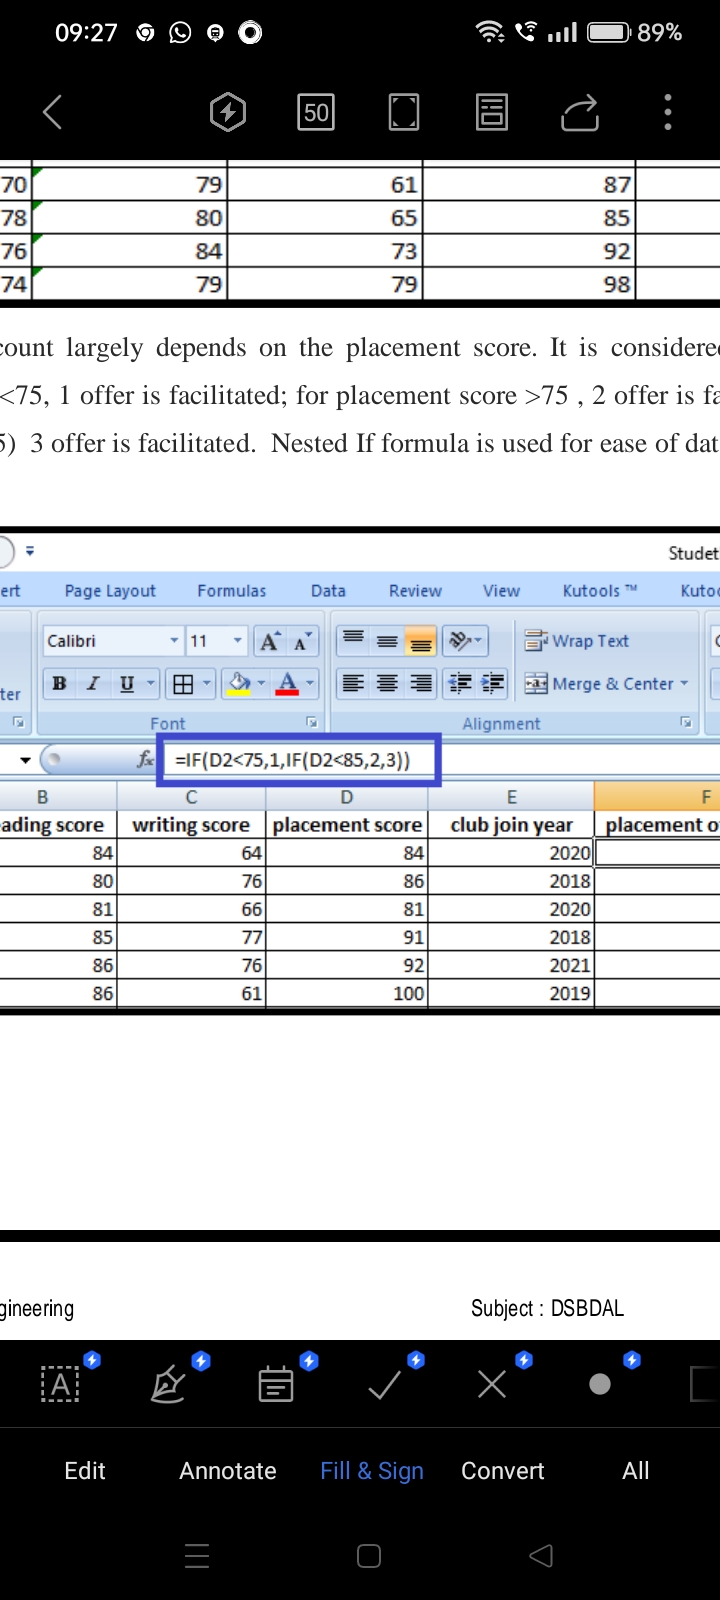 09:27 89%
50
70 79 61 87
78 80 65 85
76 84 73 92
74 79 79 98
count largely depends on the placement score. It is considered
<75, 1 offer is facilitated; for placement score >75 , 2 offer is fa
5) 3 offer is facilitated. Nested If formula is used for ease of dat
Studet
ert Page Layout Formulas Data Review View Kutools ™ Kutoo
Calibri 11 A A Wrap Text
ter B I U A Merge & Center
Font Alignment
fx =IF(D2<75,1,IF(D2<85,2,3))
B C D E F
ading score writing score placement score club join year placement o
84 64 84 2020
80 76 86 2018
81 66 81 2020
85 77 91 2018
86 76 92 2021
86 61 100 2019
gineering Subject : DSBDAL
A
Edit Annotate Fill & Sign Convert All